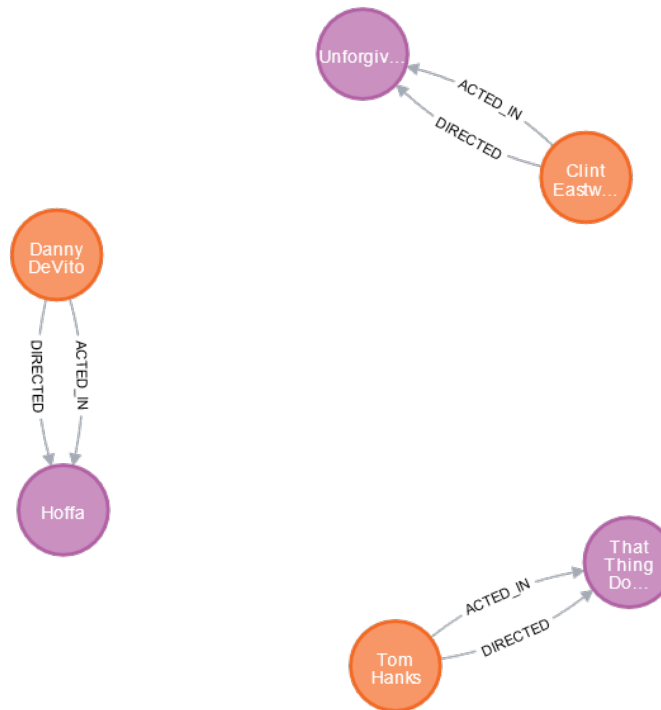 Unforgiv...
ACTED_IN
DIRECTED
Clint
Eastw...
Danny
DeVito
DIRECTED
ACTED_IN
Hoffa
That
Thing
Do...
ACTED_IN
DIRECTED
Tom
Hanks